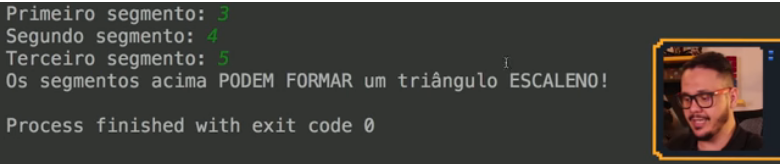 Primeiro segmento: 3
Segundo segmento: 4
Terceiro segmento: 5
Os segmentos acima PODEM FORMAR um triângulo ESCALENO!
Process finished with exit code 0